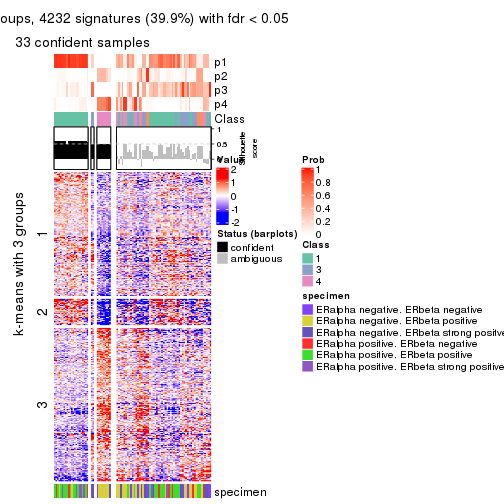 oups, 4232 signatures (39.9%) with fdr < 0.05
33 confident samples
p1
p2
p3
p4
Class
1
0.5
0
Silhouette
score
Value
2
1
0
-1
-2
Status (barplots)
confident
ambiguous
Prob
1
0.8
0.6
0.4
0.2
0
Class
1
3
4
specimen
ERalpha negative. ERbeta negative
ERalpha negative. ERbeta positive
ERalpha negative. ERbeta strong positive
ERalpha positive. ERbeta negative
ERalpha positive. ERbeta positive
ERalpha positive. ERbeta strong positive
k-means with 3 groups
1
2
3
specimen